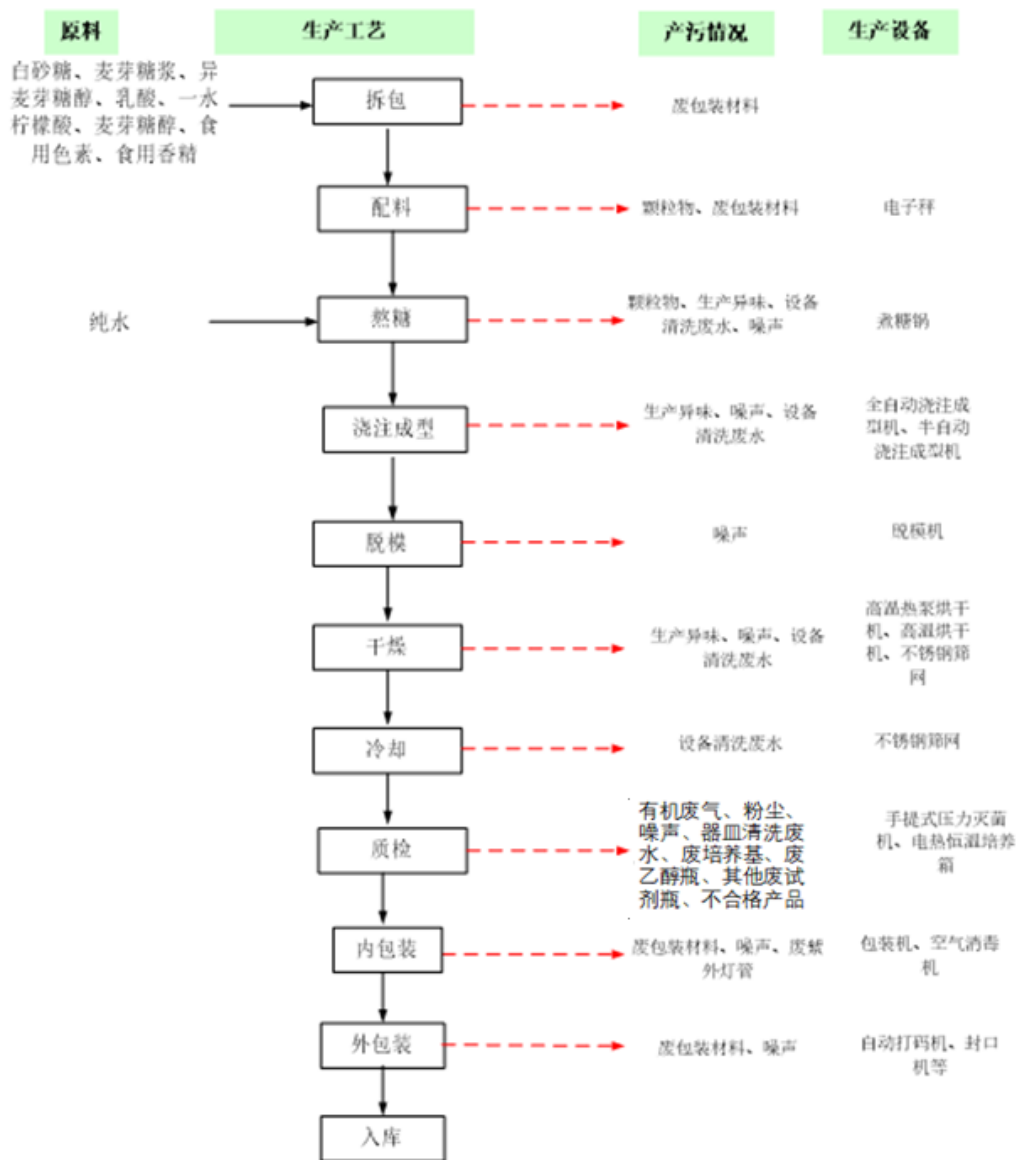 原料
生产工艺
产污情况
生产设备
白砂糖、麦芽糖浆、异
麦芽糖醇、乳酸、一水
柠檬酸、麦芽糖醇、食
用色素、食用香精
拆包
废包装材料
配料
颗粒物、废包装材料
电子秤
纯水
熬糖
颗粒物、生产异味、设备
清洗废水、噪声
煮糖锅
浇注成型
生产异味、噪声、设备
清洗废水
全自动浇注成
型机、半自动
浇注成型机
脱模
噪声
脱模机
干燥
生产异味、噪声、设备
清洗废水
高温热泵烘干
机、高温烘干
机、不锈钢筛
网
冷却
设备清洗废水
不锈钢筛网
质检
有机废气、粉尘、
噪声、器皿清洗废
水、废培养基、废
乙醇瓶、其他废试
剂瓶、不合格产品
手提式压力灭菌
机、电热恒温培养
箱
内包装
废包装材料、噪声、废紫
外灯管
包装机、空气消毒
机
外包装
废包装材料、噪声
自动打码机、封口
机等
入库